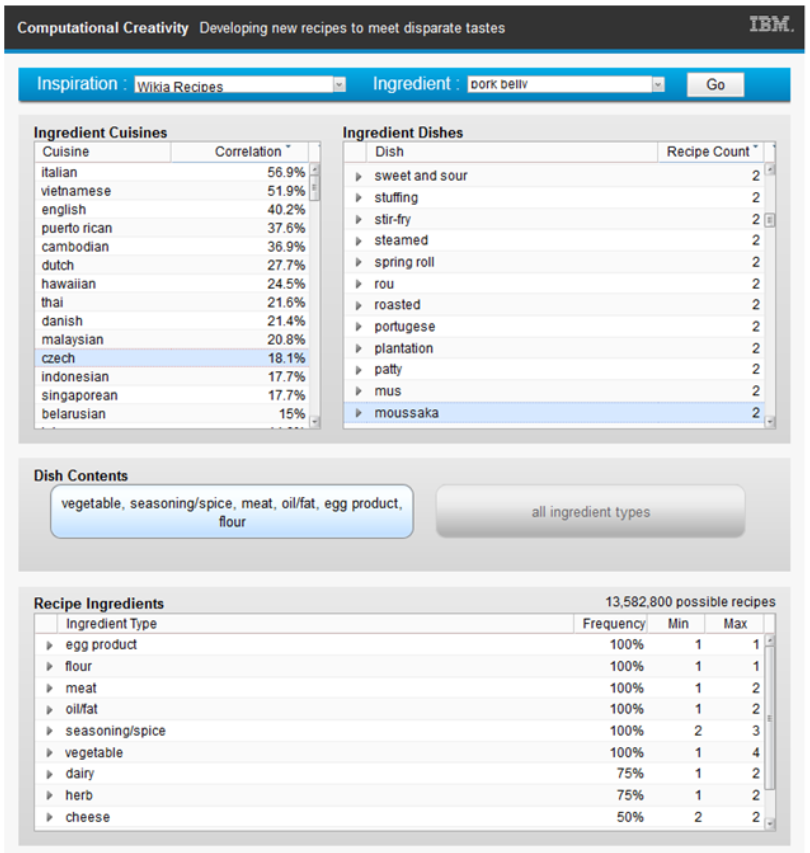 Computational Creativity Developing new recipes to meet disparate tastes IBM.
Inspiration : Wikia Recipes Ingredient : pork belly Go
Ingredient Cuisines Ingredient Dishes
Cuisine Correlation Dish Recipe Count
italian 56.9% sweet and sour 2
vietnamese 51.9% stuffing 2
english 40.2% stir-fry 2
puerto rican 37.6% steamed 2
cambodian 36.9% spring roll 2
dutch 27.7% rou 2
hawaiian 24.5% roasted 2
thai 21.6% portugese 2
danish 21.4% plantation 2
malaysian 20.8% patty 2
czech 18.1% mus 2
indonesian 17.7% moussaka 2
singaporean 17.7%
belarusian 15%
Dish Contents
vegetable, seasoning/spice, meat, oil/fat, egg product,
flour
all ingredient types
Recipe Ingredients 13,582,800 possible recipes
Ingredient Type Frequency Min Max
egg product 100% 1 1
flour 100% 1 1
meat 100% 1 2
oil/fat 100% 1 2
seasoning/spice 100% 2 3
vegetable 100% 1 4
dairy 75% 1 2
herb 75% 1 2
cheese 50% 2 2